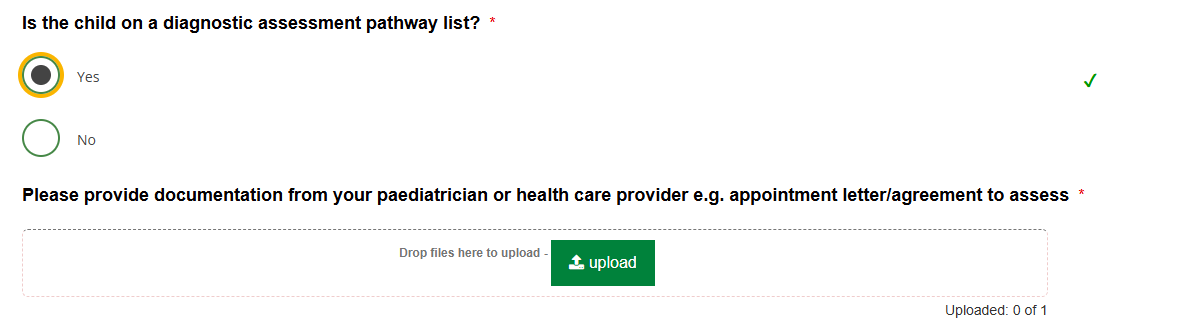 Is the child on a diagnostic assessment pathway list? *
Yes
No
Please provide documentation from your paediatrician or health care provider e.g. appointment letter/agreement to assess *
Drop files here to upload - upload
Uploaded: 0 of 1